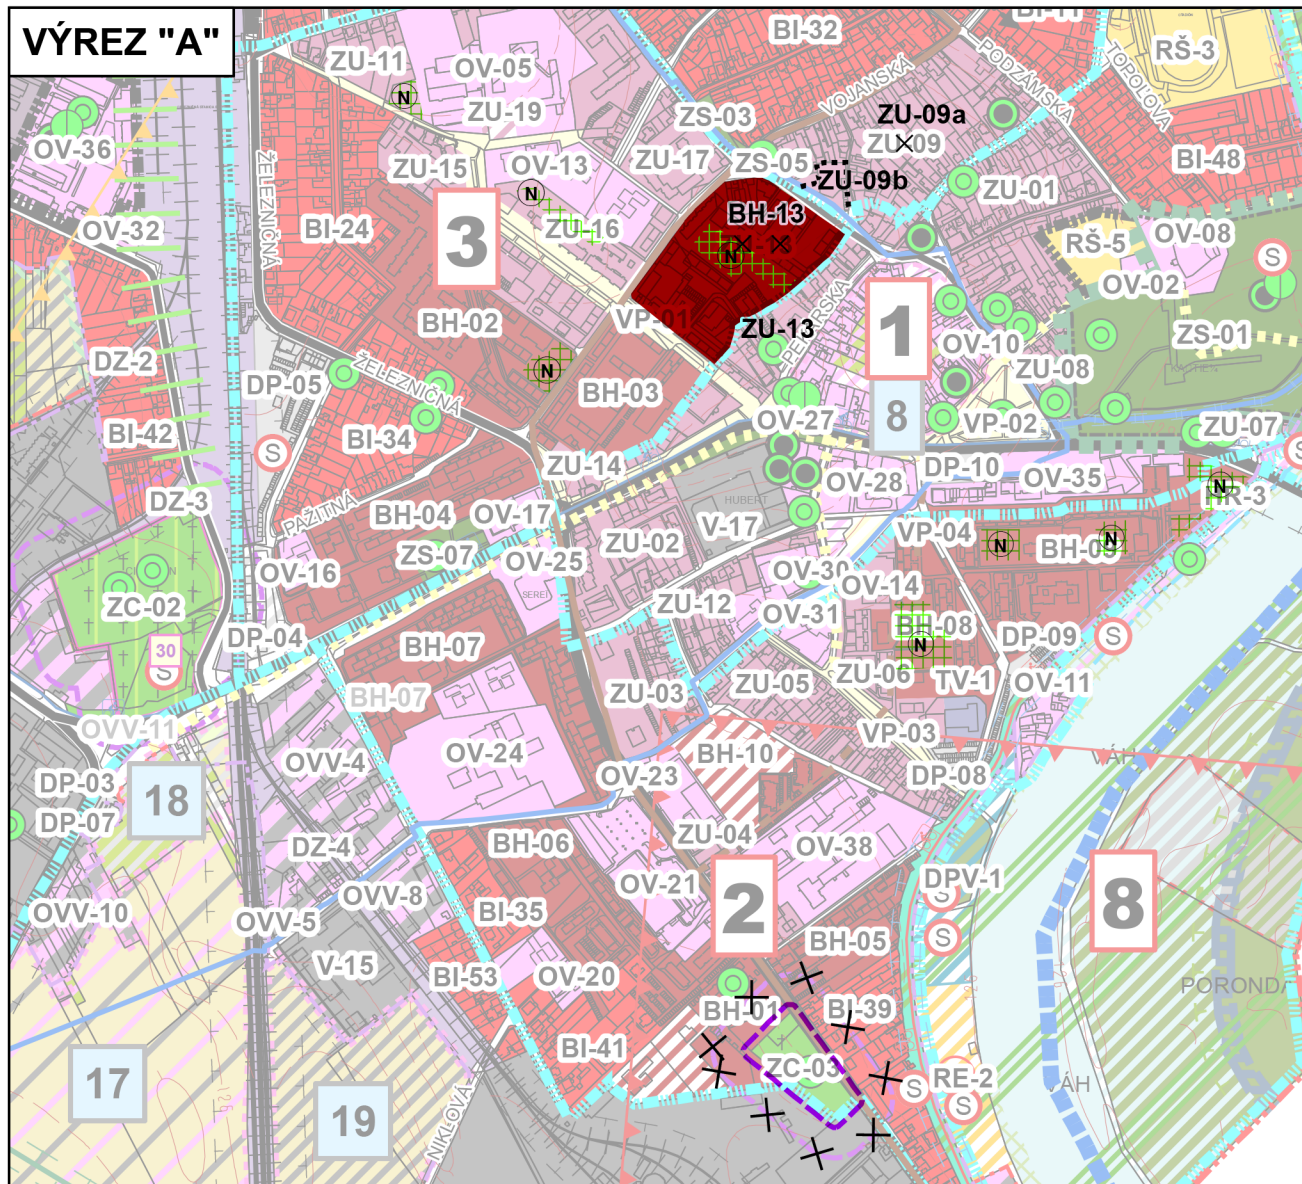 VÝREZ "A"
BI-32
BI-11
ZU-11
OV-05
PODZÁMSKA
TOPOĽOVÁ
RŠ-3
VOJANSKÁ
ZU-19
ZS-03
ZU-09a
ZU-09
OV-36
ZU-15
OV-13
ZU-17
ZS-05
BI-48
ZU-09b
ZU-01
ŽELEZNIČNÁ
OV-32
BI-24
3
ZU-16
BH-13
RŠ-5
OV-08
S
OV-02
BH-02
VP-01
ZU-13
1
OV-10
ZS-01
DZ-2
DP-05
ŽELEZNIČNÁ
BH-03
ZU-08
8
BI-42
BI-34
OV-27
VP-02
ZU-07
S
ZU-14
DP-10
OV-35
DZ-3
PAŽITNÁ
BH-04
OV-17
HUBERT
V-17
OV-28
VP-04
ZS-07
OV-25
ZU-02
OV-16
OV-30
OV-14
ZC-02
ZU-12
OV-31
BH-08
DP-09
S
30
S
DP-04
BH-07
BH-07
ZU-03
ZU-05
ZU-06
TV-1
OV-11
OVV-11
OVV-4
OV-24
BH-10
VP-03
VÁH
DP-03
DP-07
18
OV-23
DP-08
DZ-4
BH-06
ZU-04
OV-38
OVV-10
OVV-5
OVV-8
BI-35
OV-21
2
DPV-1
S
8
V-15
BI-53
OV-20
BH-05
S
BH-01
BI-39
17
19
BI-41
ZC-03
RE-2
S
S
VÁH
NIKLOVÁ
N
N
N
N
N
N
N
N